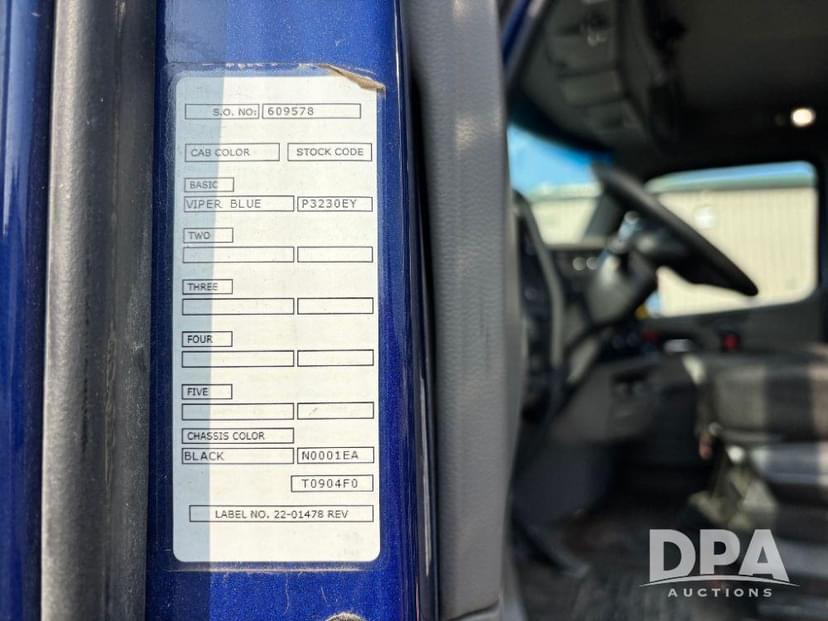 S.O. NO: 609578
CAB COLOR STOCK CODE
BASIC
VIPER BLUE P3230EY
TWO
THREE
FOUR
FIVE
CHASSIS COLOR
BLACK N0001EA
T0904F0
LABEL NO. 22-01478 REV
DPA
AUCTIONS